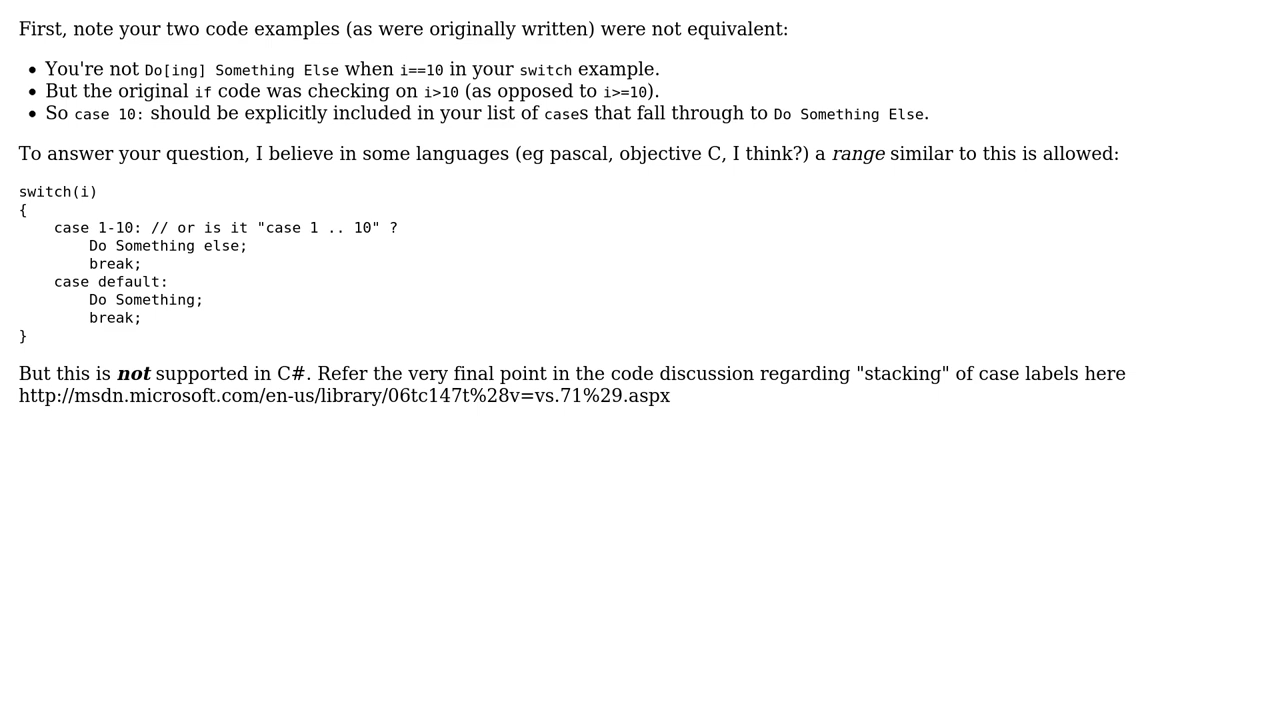 First, note your two code examples (as were originally written) were not equivalent:
• You're not Do[ing] Something Else when i==10 in your switch example.
• But the original if code was checking on i>10 (as opposed to i>=10).
• So case 10: should be explicitly included in your list of cases that fall through to Do Something Else.
To answer your question, I believe in some languages (eg pascal, objective C, I think?) a range similar to this is allowed:
switch(i)
{
    case 1-10: // or is it "case 1 .. 10" ?
        Do Something else;
        break;
    case default:
        Do Something;
        break;
}
But this is not supported in C#. Refer the very final point in the code discussion regarding "stacking" of case labels here
http://msdn.microsoft.com/en-us/library/06tc147t%28v=vs.71%29.aspx